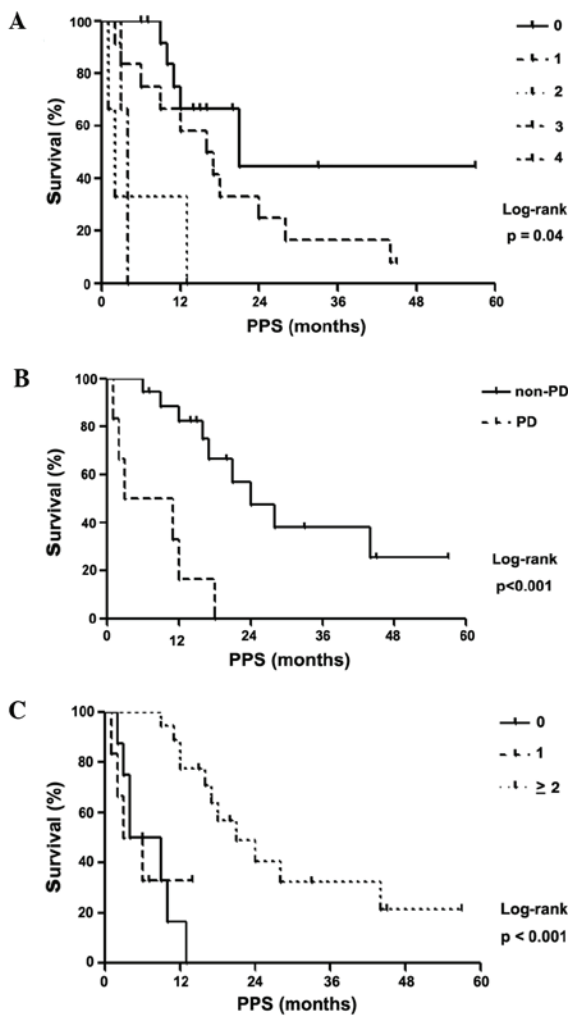 A
100
80
60
40
20
0
Survival (%)
0 12 24 36 48 60
PPS (months)
0
1
2
3
4
Log-rank
p = 0.04
B
100
80
60
40
20
0
Survival (%)
0 12 24 36 48 60
PPS (months)
non-PD
PD
Log-rank
p<0.001
C
100
80
60
40
20
0
Survival (%)
0 12 24 36 48 60
PPS (months)
0
1
≥ 2
Log-rank
p < 0.001